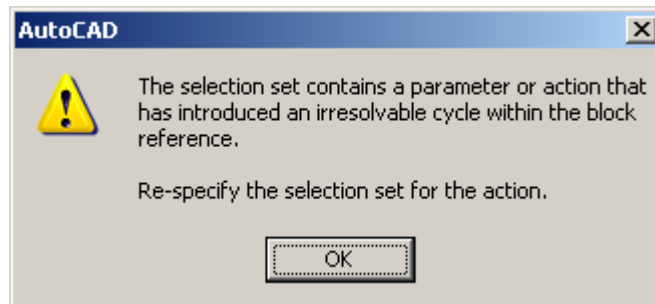 AutoCAD
The selection set contains a parameter or action that
has introduced an irresolvable cycle within the block
reference.
Re-specify the selection set for the action.
OK